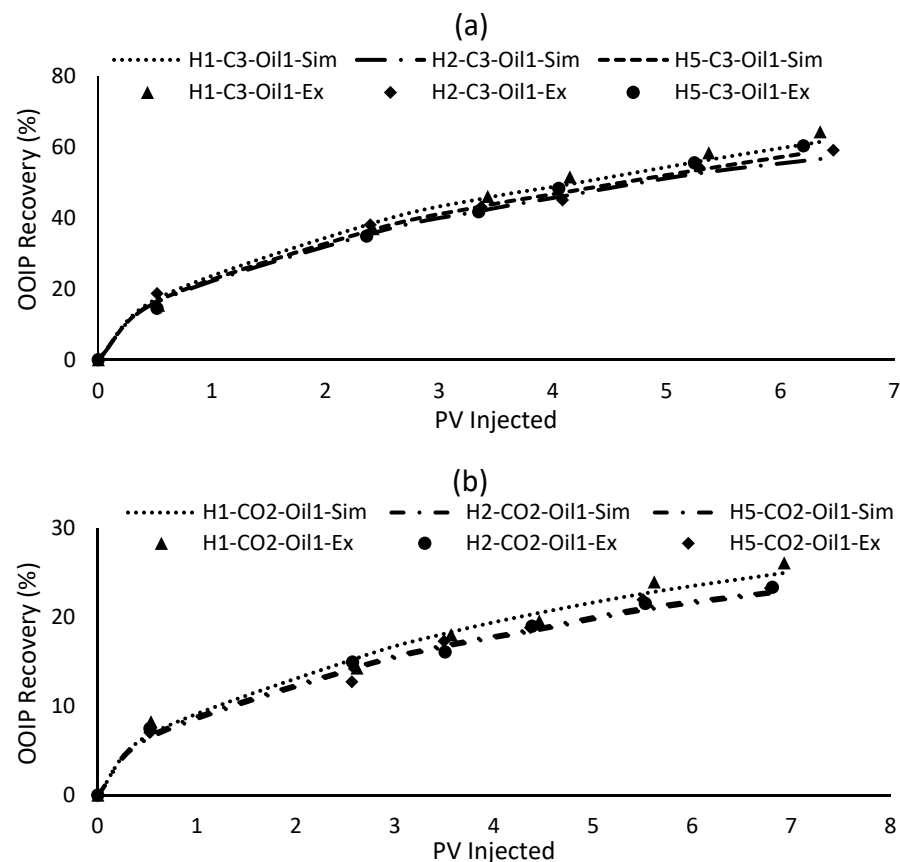 (a)
H1-C3-Oil1-Sim H2-C3-Oil1-Sim H5-C3-Oil1-Sim
H1-C3-Oil1-Ex H2-C3-Oil1-Ex H5-C3-Oil1-Ex
OOIP Recovery (%)
80
60
40
20
0
0 1 2 3 4 5 6 7
PV Injected
(b)
H1-CO2-Oil1-Sim H2-CO2-Oil1-Sim H5-CO2-Oil1-Sim
H1-CO2-Oil1-Ex H2-CO2-Oil1-Ex H5-CO2-Oil1-Ex
OOIP Recovery (%)
30
20
10
0
0 1 2 3 4 5 6 7 8
PV Injected